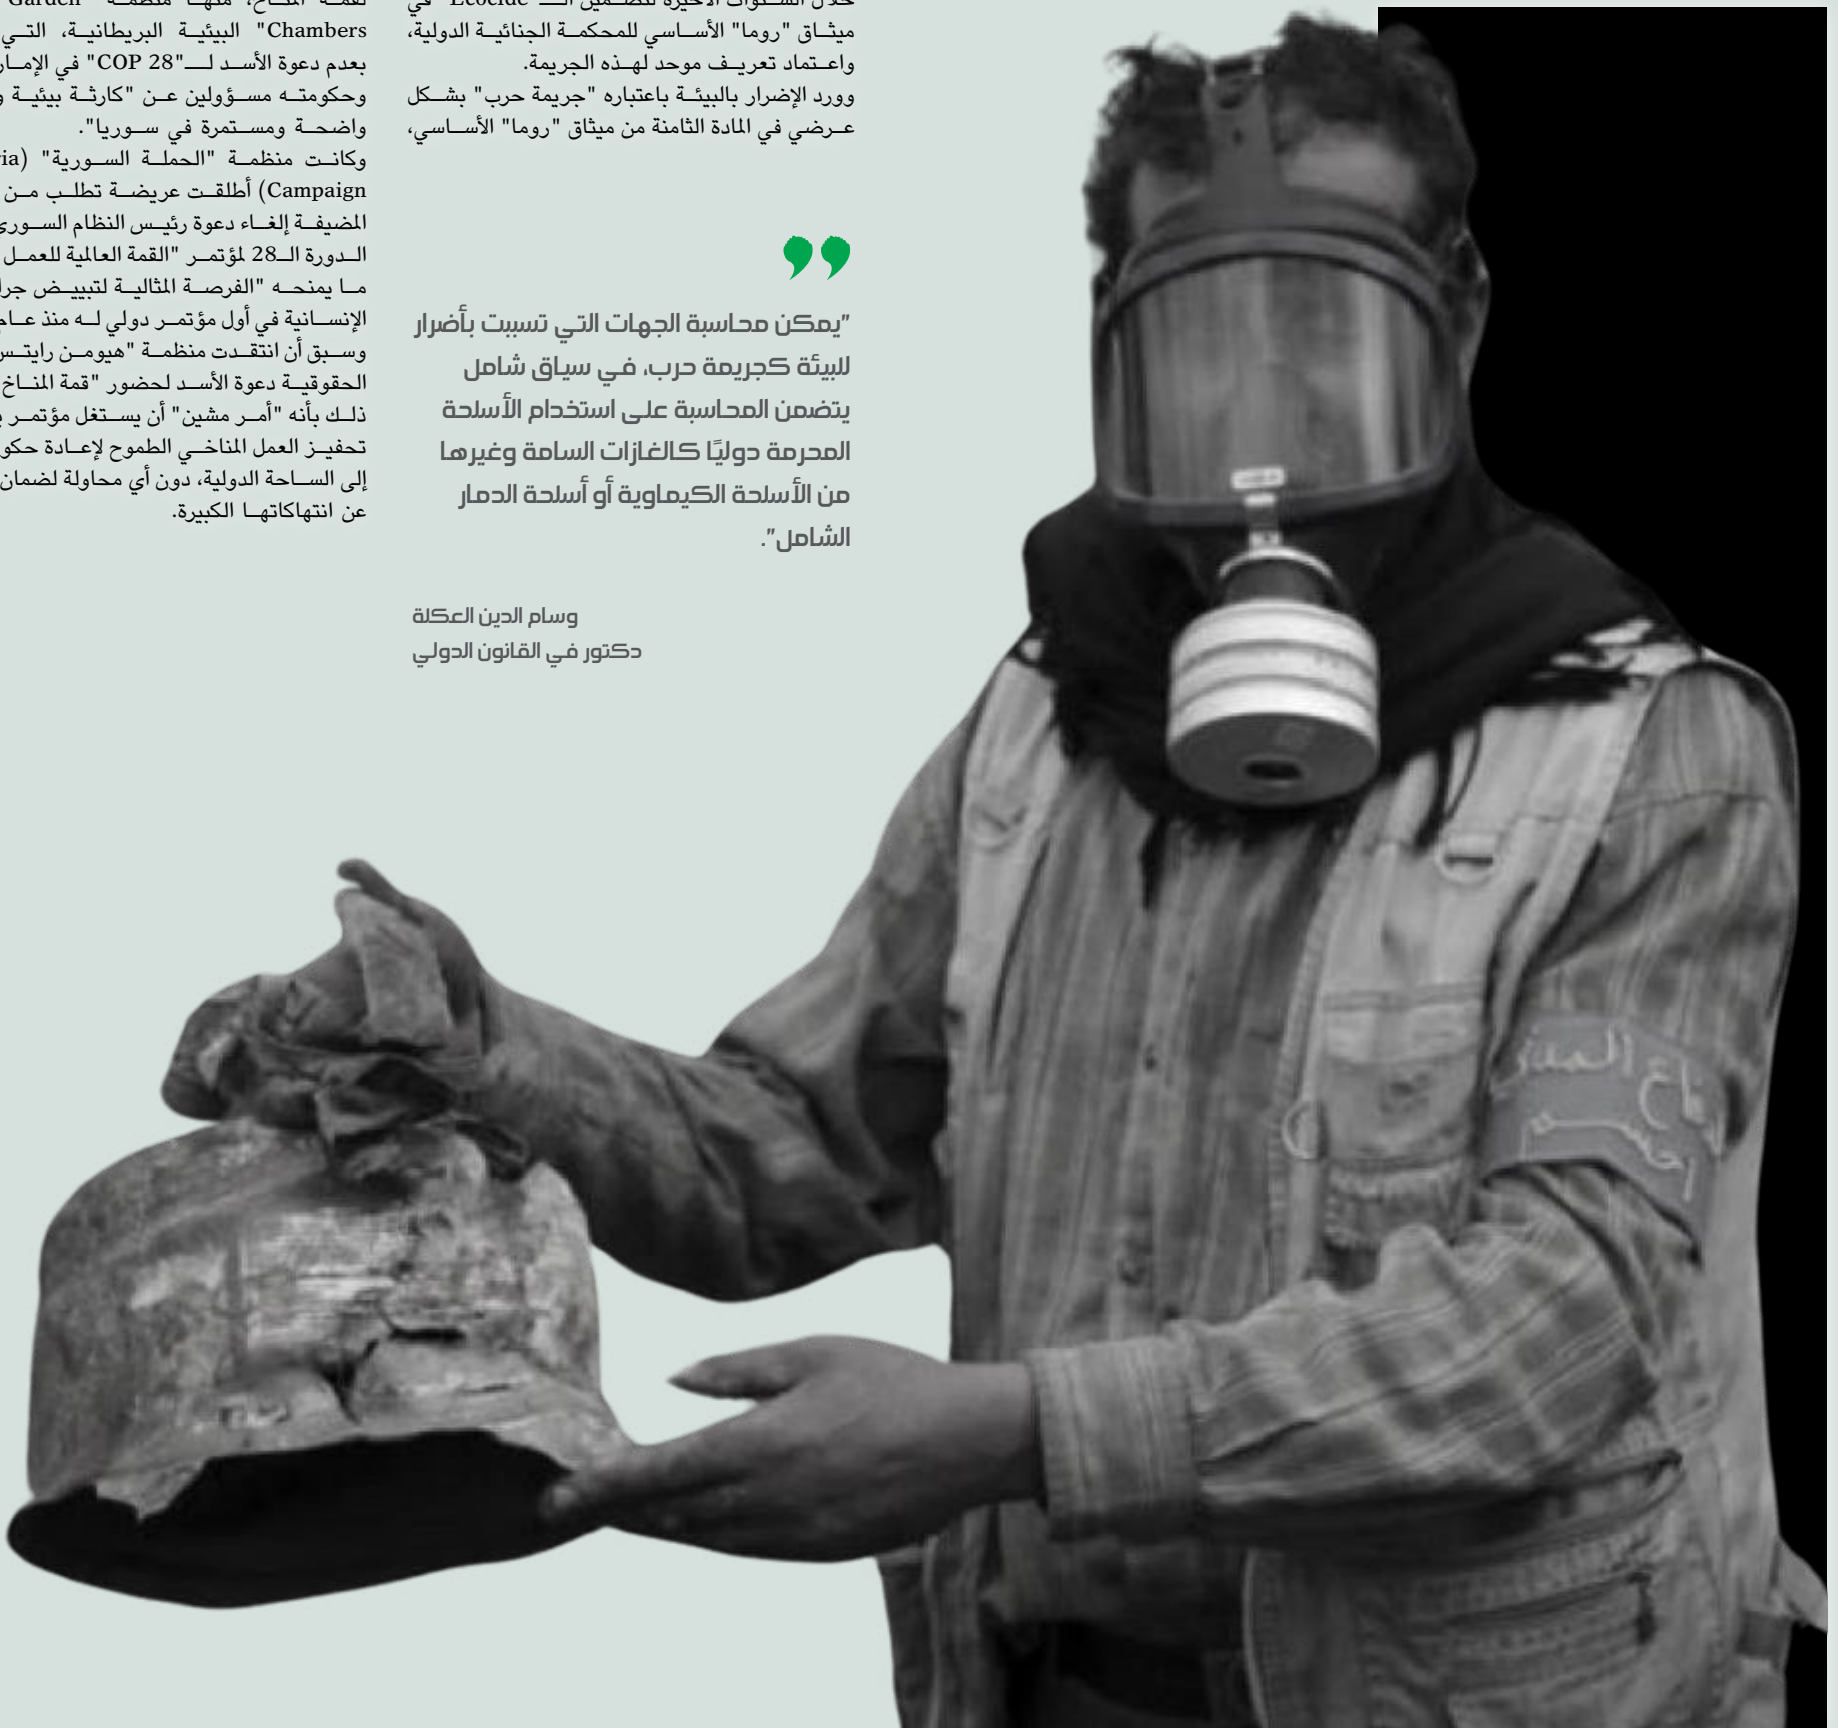 ميثاق "روما" الأساسي للمحكمة الجنائية الدولية،
واعتماد تعريف موحد لهذه الجريمة.
وورد الإضرار بالبيئة باعتباره "جريمة حرب" بشكل
عرضي في المادة الثامنة من ميثاق "روما" الأساسي،
"يمكن محاسبة الجهات التي تسببت بأضرار
للبيئة كجريمة حرب، في سياق شامل
يتضمن المحاسبة على استخدام الأسلحة
المحرمة دوليًا كالغازات السامة وغيرها
من الأسلحة الكيماوية أو أسلحة الدمار
الشامل".
وسام الدين العكلة
دكتور في القانون الدولي
Chambers" البيئية البريطانية، التي
بعدم دعوة الأسد لـ"COP 28" في
وحكومته مسؤولين عن "كارثة بيئية
واضحة ومستمرة في سوريا".
وكانت منظمة "الحملة السورية"
Campaign) أطلقت عريضة تطلب من
المضيفة إلغاء دعوة رئيس النظام
الدورة الـ28 لمؤتمر "القمة العالمية للعمل
ما يمنحه "الفرصة المثالية لتبييض
الإنسانية في أول مؤتمر دولي له منذ
وسبق أن انتقدت منظمة "هيومن
الحقوقية دعوة الأسد لحضور "قمة المناخ
ذلك بأنه "أمر مشين" أن يستغل مؤتمر
تحفيز العمل المناخي الطموح لإعادة
إلى الساحة الدولية، دون أي محاولة لضمان
عن انتهاكاتها الكبيرة.